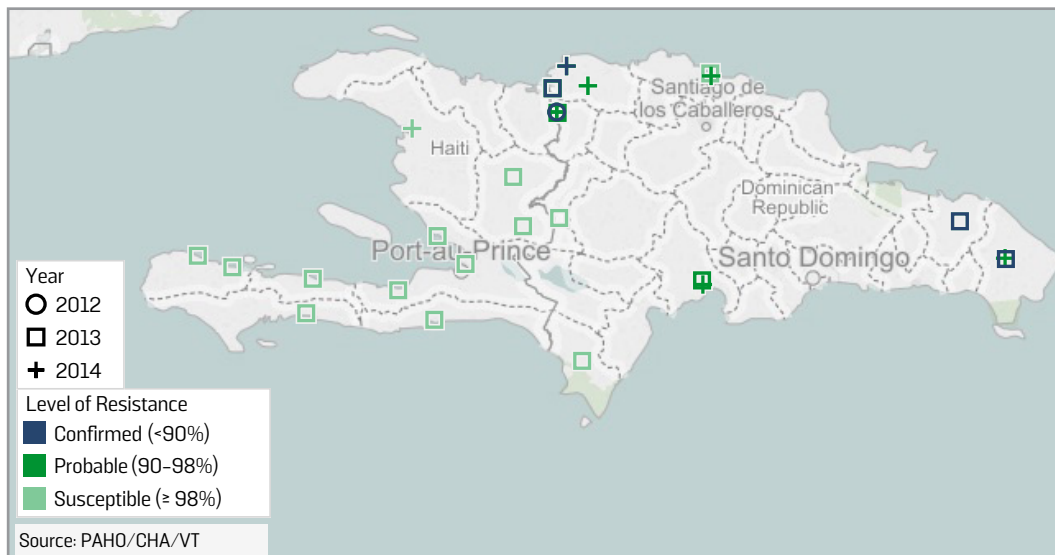 Santiago de
los Caballeros
Haiti
Dominican
Republic
Port-au-Prince
Santo Domingo
Year
2012
2013
2014
Level of Resistance
Confirmed (<90%)
Probable (90–98%)
Susceptible (≥ 98%)
Source: PAHO/CHA/VT